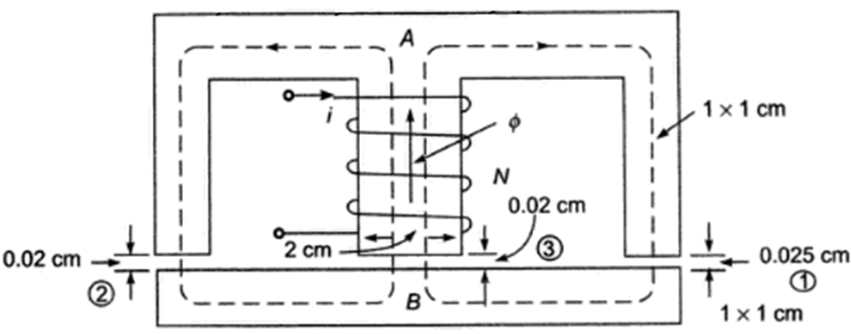 A
i
1 × 1 cm
ϕ
N
0.02 cm
0.02 cm
2 cm
③
0.025 cm
②
①
B
1 × 1 cm